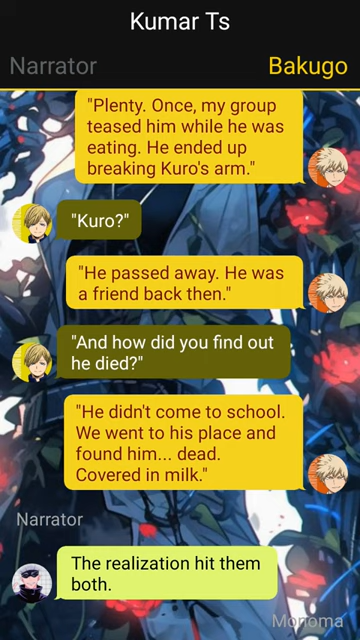 Kumar Ts
Narrator
Bakugo
"Plenty. Once, my group
teased him while he was
eating. He ended up
breaking Kuro's arm."
"Kuro?"
"He passed away. He was
a friend back then."
"And how did you find out
he died?"
"He didn't come to school.
We went to his place and
found him... dead.
Covered in milk."
Narrator
The realization hit them
both.
Monoma